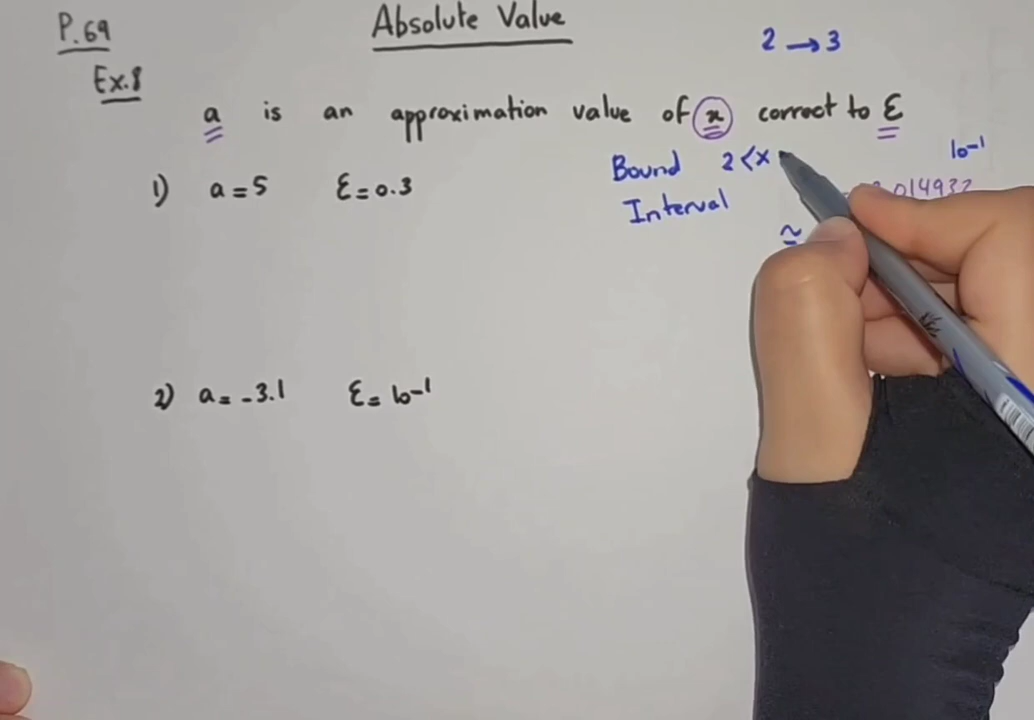 P.69
Absolute Value
2 → 3
Ex.8
a is an approximation value of x correct to ε
Bound 2 < x
10⁻¹
1) a = 5 ε = 0.3
Interval
014932
≃
2) a = -3.1 ε = 10⁻¹